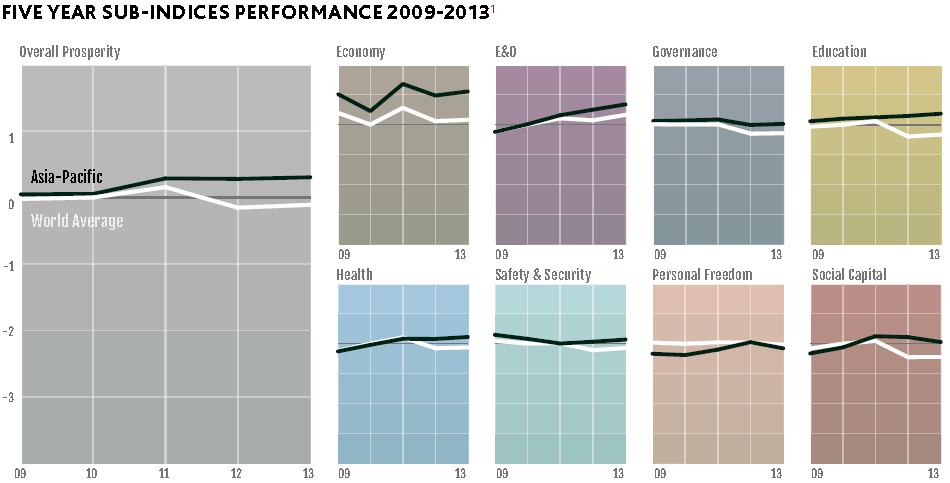 FIVE YEAR SUB-INDICES PERFORMANCE 2009-2013¹
Overall Prosperity
1
0
-1
-2
-3
Asia-Pacific
World Average
09 10 11 12 13
Economy
09 13
E&O
09 13
Governance
09 13
Education
09 13
Health
09 13
Safety & Security
09 13
Personal Freedom
09 13
Social Capital
09 13